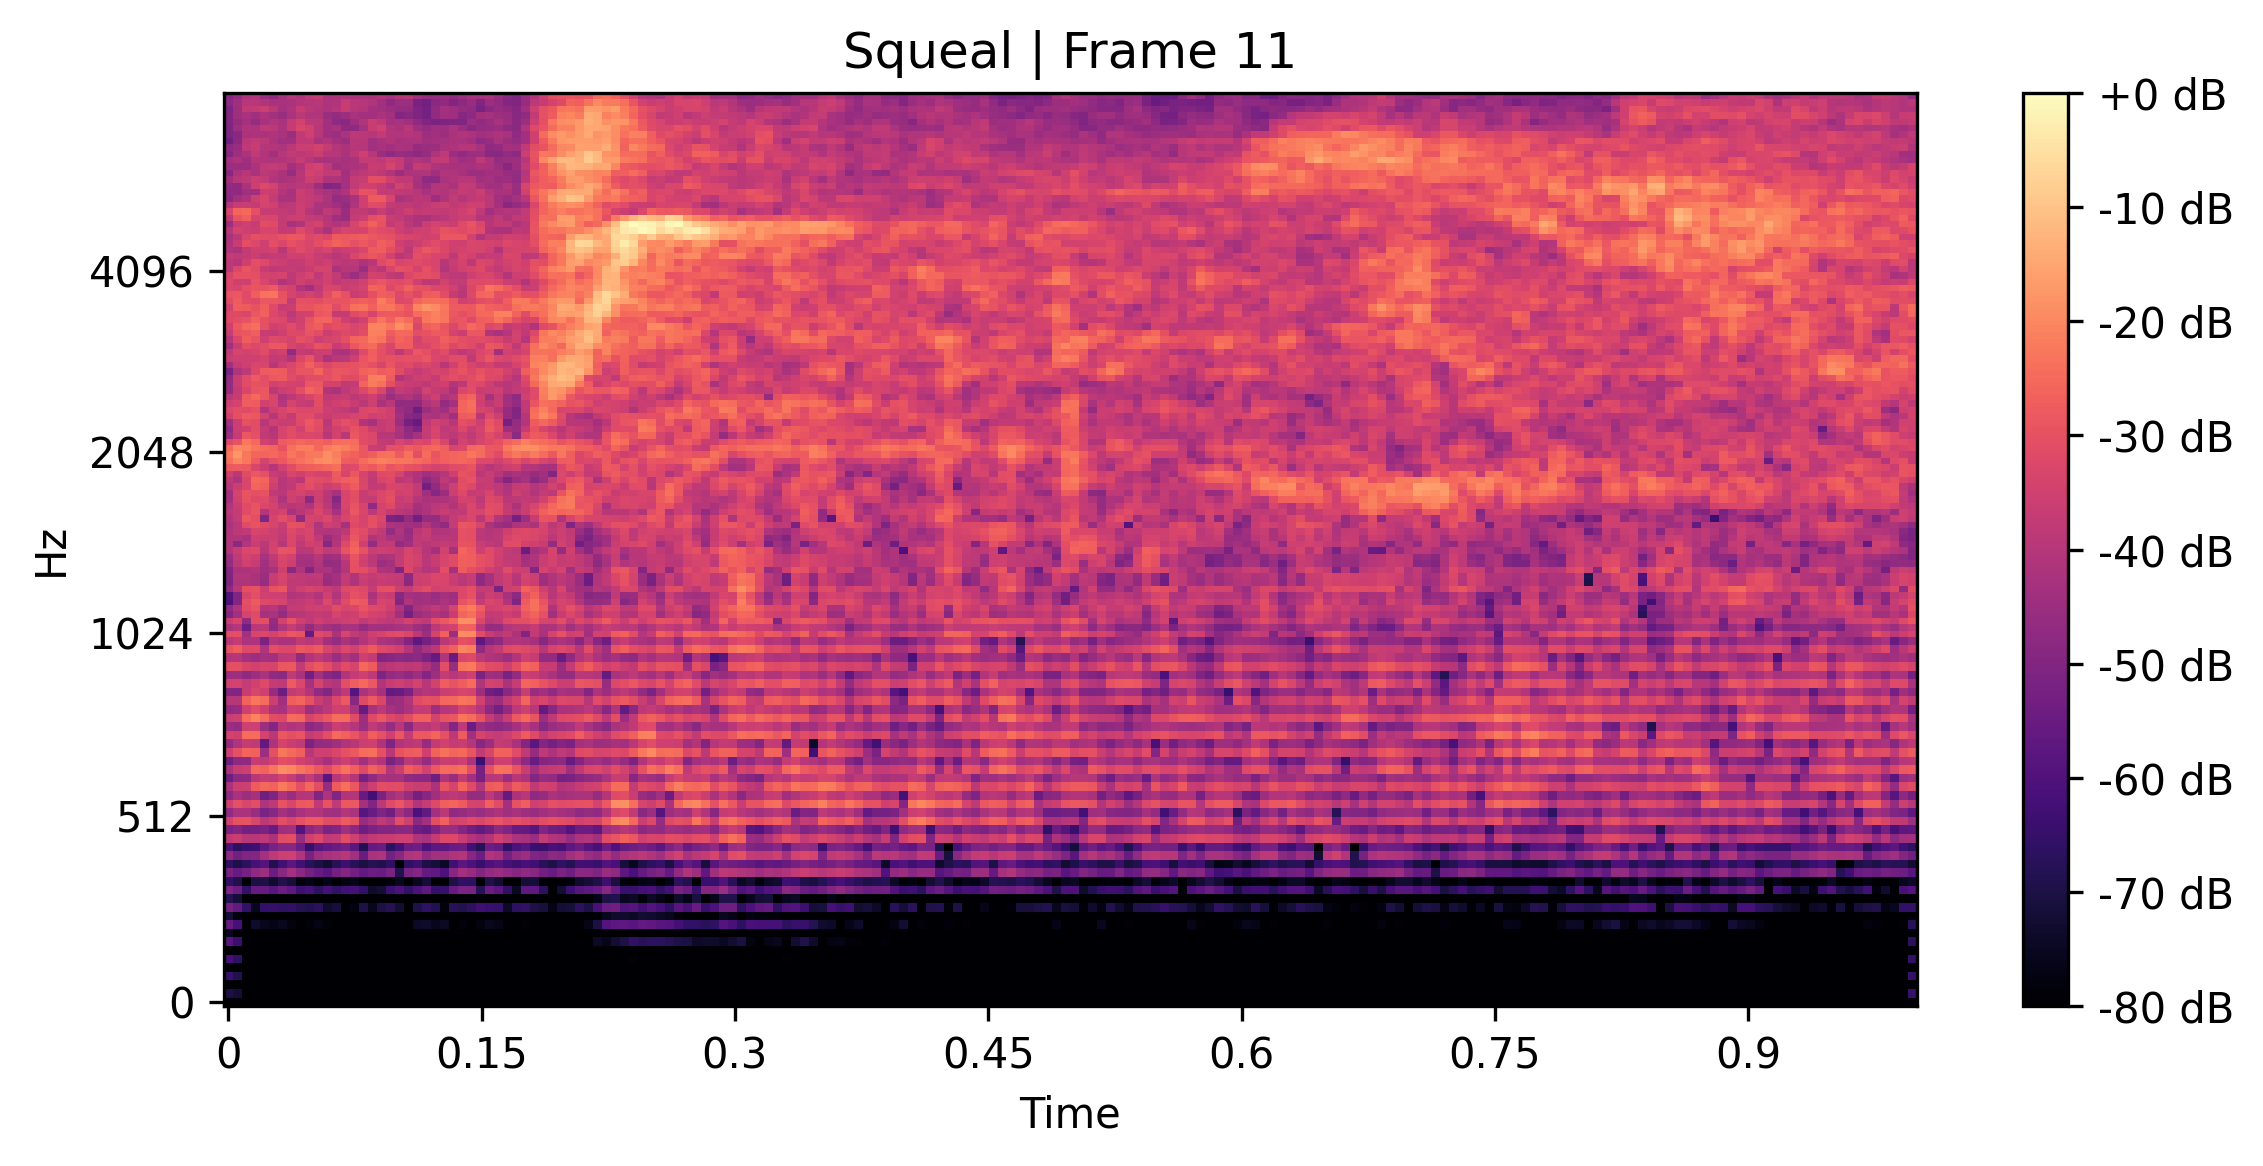 Squeal | Frame 11
+0 dB
-10 dB
-20 dB
-30 dB
-40 dB
-50 dB
-60 dB
-70 dB
-80 dB
Hz
4096
2048
1024
512
0
0 0.15 0.3 0.45 0.6 0.75 0.9
Time